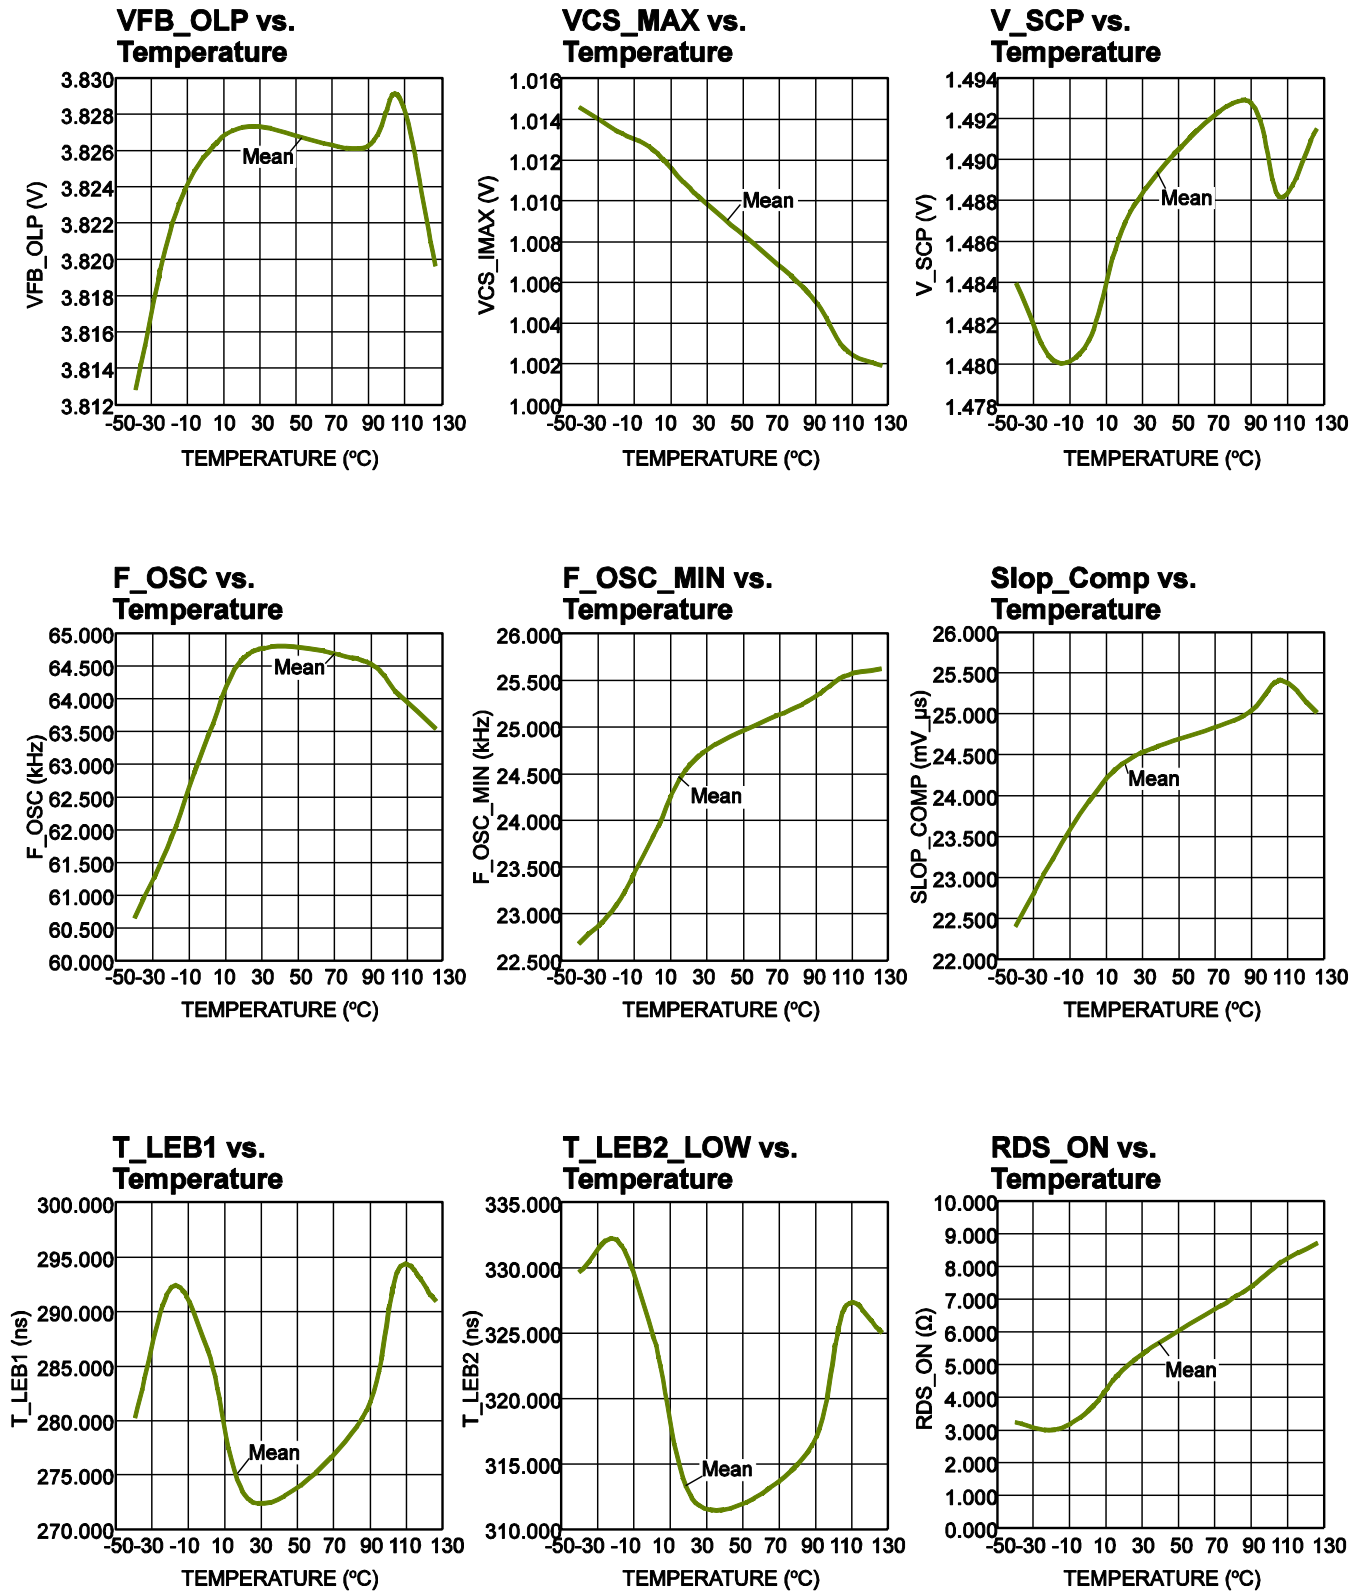 VFB_OLP vs.
Temperature
3.830
3.828
3.826
3.824
3.822
3.820
3.818
3.816
3.814
3.812
VFB_OLP (V)
Mean
-50 -30 -10 10 30 50 70 90 110 130
TEMPERATURE (ºC)
VCS_MAX vs.
Temperature
1.016
1.014
1.012
1.010
1.008
1.006
1.004
1.002
1.000
VCS_IMAX (V)
Mean
-50 -30 -10 10 30 50 70 90 110 130
TEMPERATURE (ºC)
V_SCP vs.
Temperature
1.494
1.492
1.490
1.488
1.486
1.484
1.482
1.480
1.478
V_SCP (V)
Mean
-50 -30 -10 10 30 50 70 90 110 130
TEMPERATURE (ºC)
F_OSC vs.
Temperature
65.000
64.500
64.000
63.500
63.000
62.500
62.000
61.500
61.000
60.500
60.000
F_OSC (kHz)
Mean
-50 -30 -10 10 30 50 70 90 110 130
TEMPERATURE (ºC)
F_OSC_MIN vs.
Temperature
26.000
25.500
25.000
24.500
24.000
23.500
23.000
22.500
F_OSC_MIN (kHz)
Mean
-50 -30 -10 10 30 50 70 90 110 130
TEMPERATURE (ºC)
Slop_Comp vs.
Temperature
26.000
25.500
25.000
24.500
24.000
23.500
23.000
22.500
22.000
SLOP_COMP (mV_µs)
Mean
-50 -30 -10 10 30 50 70 90 110 130
TEMPERATURE (ºC)
T_LEB1 vs.
Temperature
300.000
295.000
290.000
285.000
280.000
275.000
270.000
T_LEB1 (ns)
Mean
-50 -30 -10 10 30 50 70 90 110 130
TEMPERATURE (ºC)
T_LEB2_LOW vs.
Temperature
335.000
330.000
325.000
320.000
315.000
310.000
T_LEB2 (ns)
Mean
-50 -30 -10 10 30 50 70 90 110 130
TEMPERATURE (ºC)
RDS_ON vs.
Temperature
10.000
9.000
8.000
7.000
6.000
5.000
4.000
3.000
2.000
1.000
0.000
RDS_ON (Ω)
Mean
-50 -30 -10 10 30 50 70 90 110 130
TEMPERATURE (ºC)